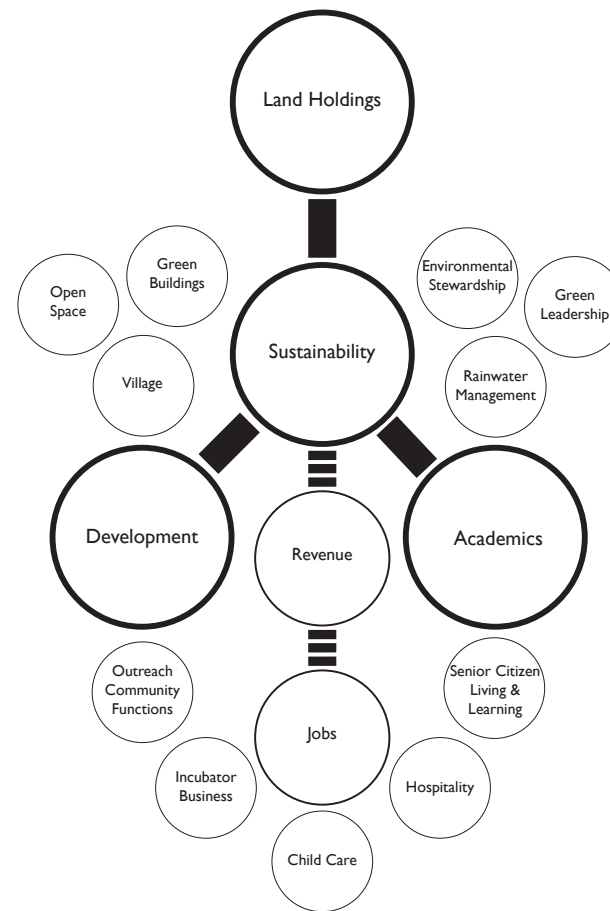 Land Holdings
Green
Buildings
Environmental
Stewardship
Open
Space
Green
Leadership
Sustainability
Village
Rainwater
Management
Development
Revenue
Academics
Outreach
Community
Functions
Senior Citizen
Living &
Learning
Jobs
Incubator
Business
Hospitality
Child Care